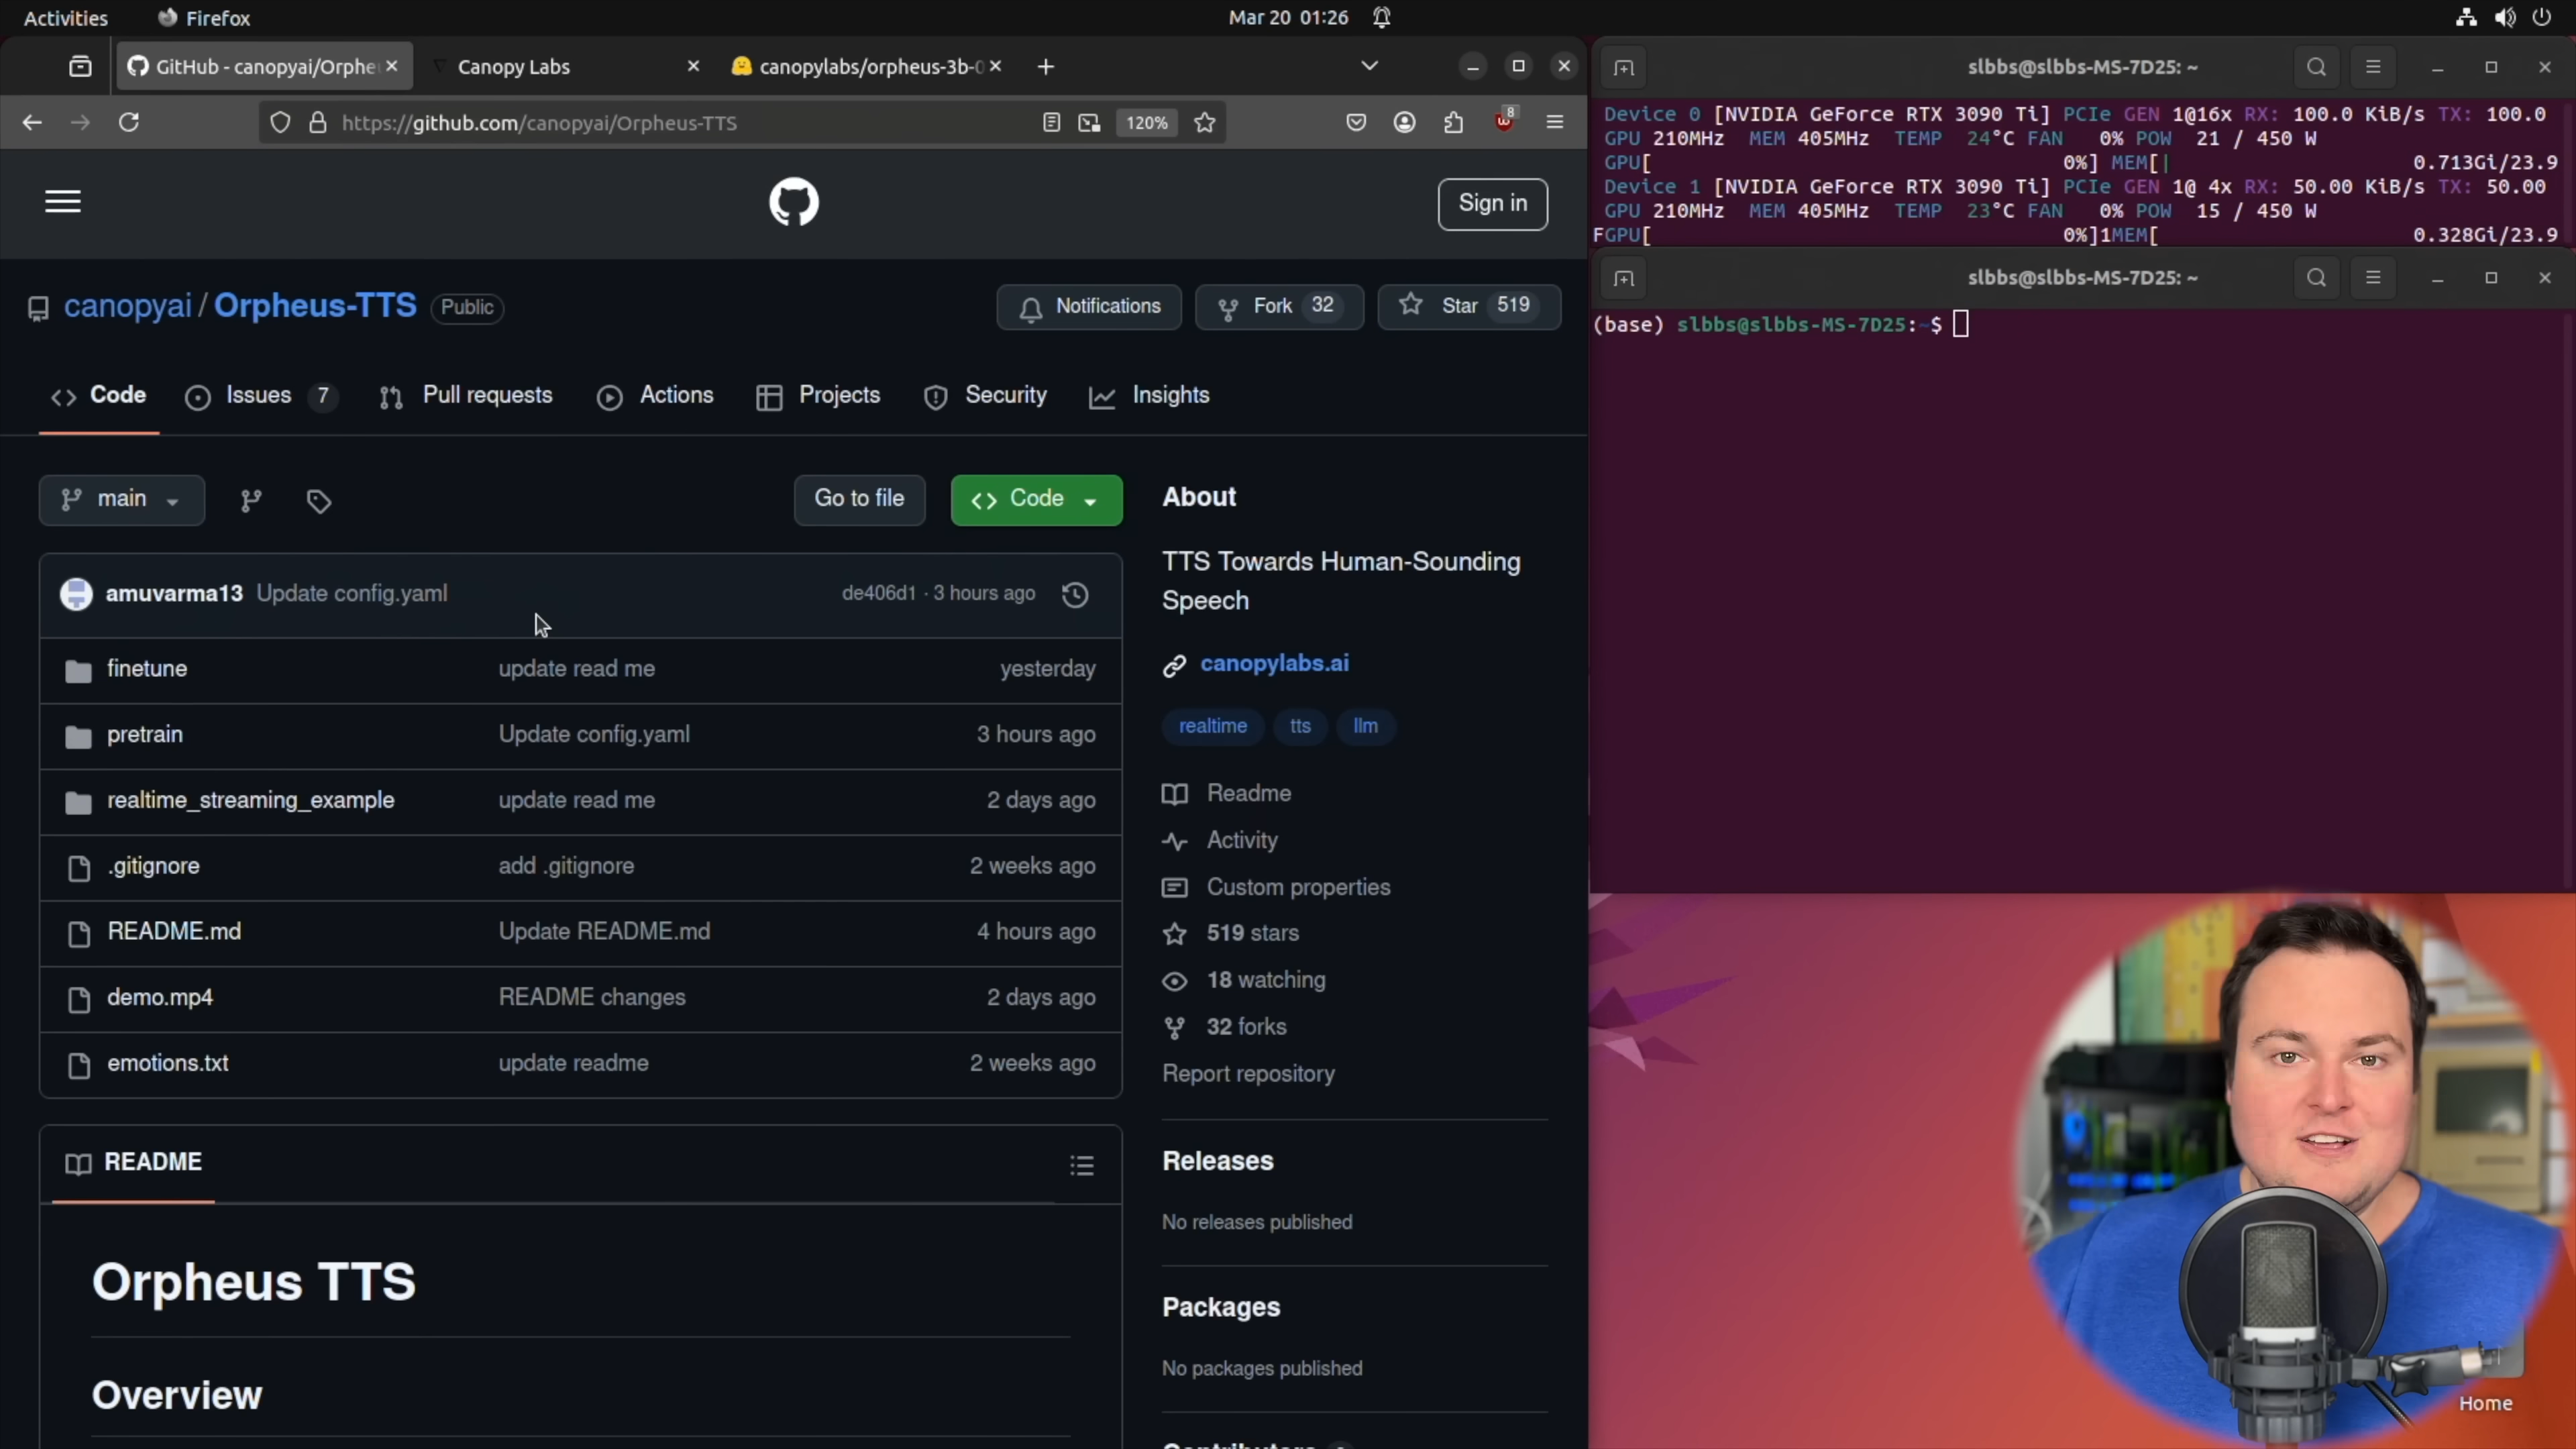 Activities
Firefox
Mar 20 01:26
GitHub - canopyai/Orphe
Canopy Labs
canopylabs/orpheus-3b-0
https://github.com/canopyai/Orpheus-TTS
120%
8
Sign in
canopyai / Orpheus-TTS
Public
Notifications
Fork 32
Star 519
Code
Issues 7
Pull requests
Actions
Projects
Security
Insights
main
Go to file
Code
amuvarma13 Update config.yaml
de406d1 · 3 hours ago
finetune update read me yesterday
pretrain Update config.yaml 3 hours ago
realtime_streaming_example update read me 2 days ago
.gitignore add .gitignore 2 weeks ago
README.md Update README.md 4 hours ago
demo.mp4 README changes 2 days ago
emotions.txt update readme 2 weeks ago
README
Orpheus TTS
Overview
About
TTS Towards Human-Sounding
Speech
canopylabs.ai
realtime tts llm
Readme
Activity
Custom properties
519 stars
18 watching
32 forks
Report repository
Releases
No releases published
Packages
No packages published
slbbs@slbbs-MS-7D25: ~
Device 0 [NVIDIA GeForce RTX 3090 Ti] PCIe GEN 1@16x RX: 100.0 KiB/s TX: 100.0
GPU 210MHz MEM 405MHz TEMP 24°C FAN 0% POW 21 / 450 W
GPU[ 0%] MEM[| 0.713Gi/23.9
Device 1 [NVIDIA GeForce RTX 3090 Ti] PCIe GEN 1@ 4x RX: 50.00 KiB/s TX: 50.00
GPU 210MHz MEM 405MHz TEMP 23°C FAN 0% POW 15 / 450 W
FGPU[ 0%]1MEM[ 0.328Gi/23.9
slbbs@slbbs-MS-7D25: ~
(base) slbbs@slbbs-MS-7D25:~$
Home